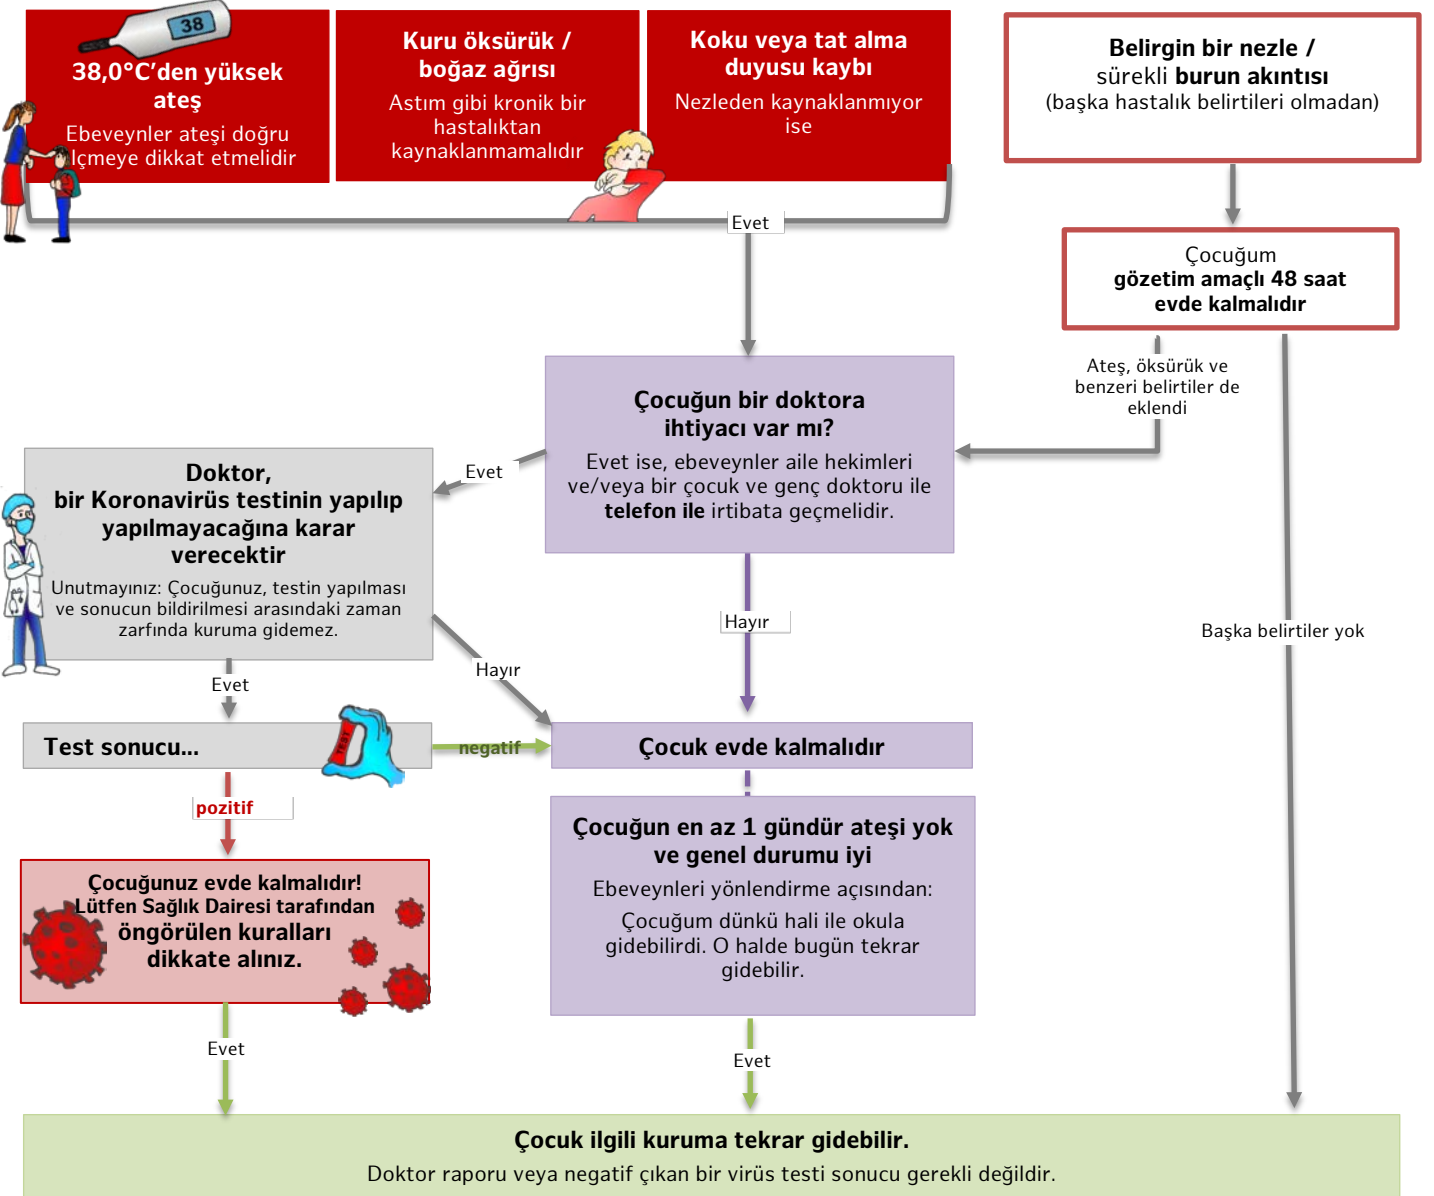 38
38,0°C'den yüksek
ateş
Ebeveynler ateşi doğru
lçmeye dikkat etmelidir
Kuru öksürük /
boğaz ağrısı
Astım gibi kronik bir
hastalıktan
kaynaklanmamalıdır
Koku veya tat alma
duyusu kaybı
Nezleden kaynaklanmıyor
ise
Belirgin bir nezle /
sürekli burun akıntısı
(başka hastalık belirtileri olmadan)
Evet
Çocuğum
gözetim amaçlı 48 saat
evde kalmalıdır
Ateş, öksürük ve
benzeri belirtiler de
eklendi
Çocuğun bir doktora
ihtiyacı var mı?
Evet ise, ebeveynler aile hekimleri
ve/veya bir çocuk ve genç doktoru ile
telefon ile irtibata geçmelidir.
Evet
Doktor,
bir Koronavirüs testinin yapılıp
yapılmayacağına karar
verecektir
Unutmayınız: Çocuğunuz, testin yapılması
ve sonucun bildirilmesi arasındaki zaman
zarfında kuruma gidemez.
Hayır
Başka belirtiler yok
Hayır
Evet
Test sonucu...
TEST
negatif
Çocuk evde kalmalıdır
pozitif
Çocuğun en az 1 gündür ateşi yok
ve genel durumu iyi
Ebeveynleri yönlendirme açısından:
Çocuğum dünkü hali ile okula
gidebilirdi. O halde bugün tekrar
gidebilir.
Çocuğunuz evde kalmalıdır!
Lütfen Sağlık Dairesi tarafından
öngörülen kuralları
dikkate alınız.
Evet
Evet
Çocuk ilgili kuruma tekrar gidebilir.
Doktor raporu veya negatif çıkan bir virüs testi sonucu gerekli değildir.